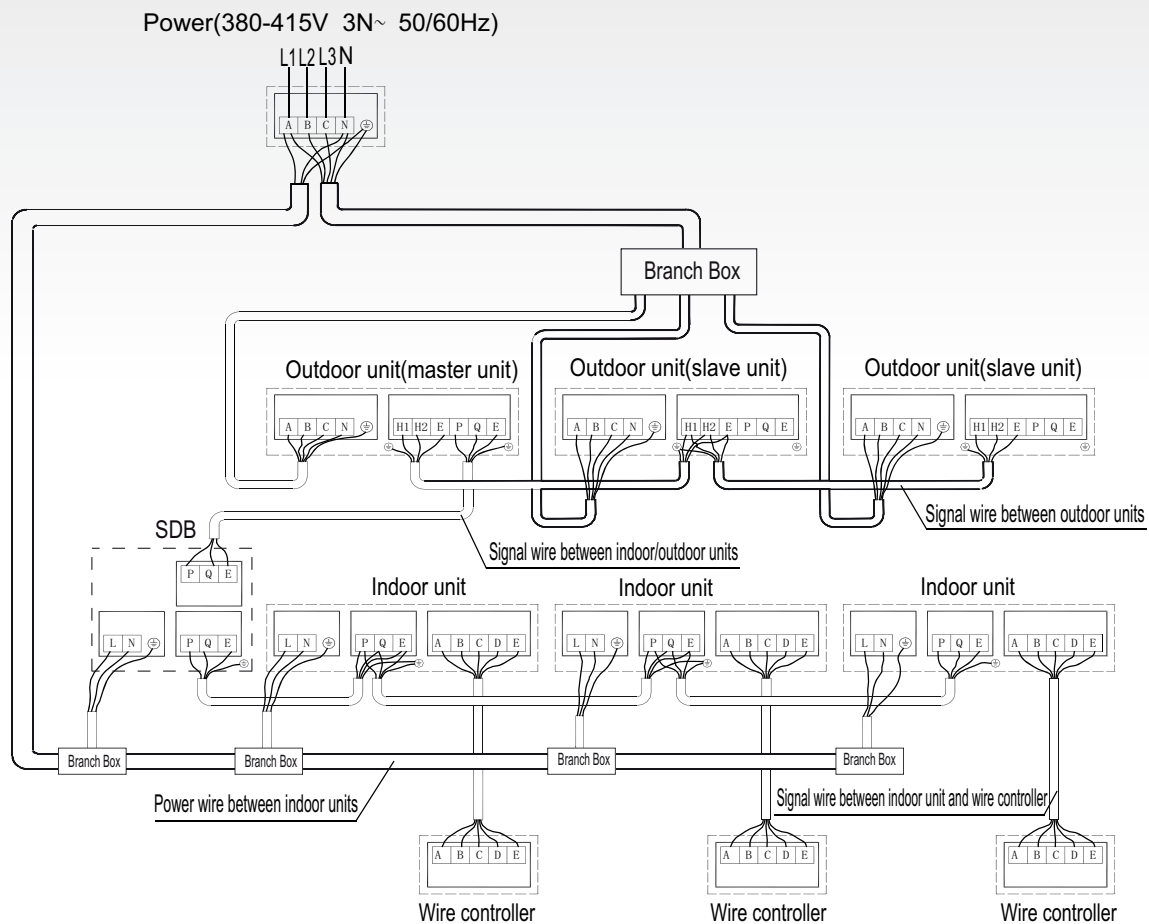 Power(380-415V 3N~ 50/60Hz)
L1 L2 L3 N
A B C N
Branch Box
Outdoor unit(master unit)
Outdoor unit(slave unit)
Outdoor unit(slave unit)
A B C N
H1 H2 E P Q E
A B C N
H1 H2 E P Q E
A B C N
H1 H2 E P Q E
Signal wire between outdoor units
SDB
Signal wire between indoor/outdoor units
P Q E
Indoor unit
Indoor unit
Indoor unit
L N
P Q E
L N
P Q E
A B C D E
L N
P Q E
A B C D E
L N
P Q E
A B C D E
Branch Box
Branch Box
Branch Box
Branch Box
Power wire between indoor units
Signal wire between indoor unit and wire controller
A B C D E
A B C D E
A B C D E
Wire controller
Wire controller
Wire controller